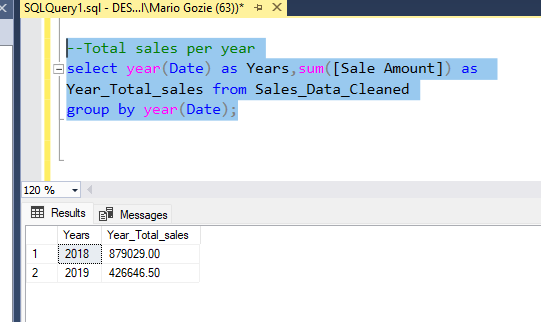 SQLQuery1.sql - DES...l\Mario Gozie (63))*
--Total sales per year
select year(Date) as Years,sum([Sale Amount]) as
Year_Total_sales from Sales_Data_Cleaned
group by year(Date);
120 %
Results Messages
Years Year_Total_sales
1 2018 879029.00
2 2019 426646.50